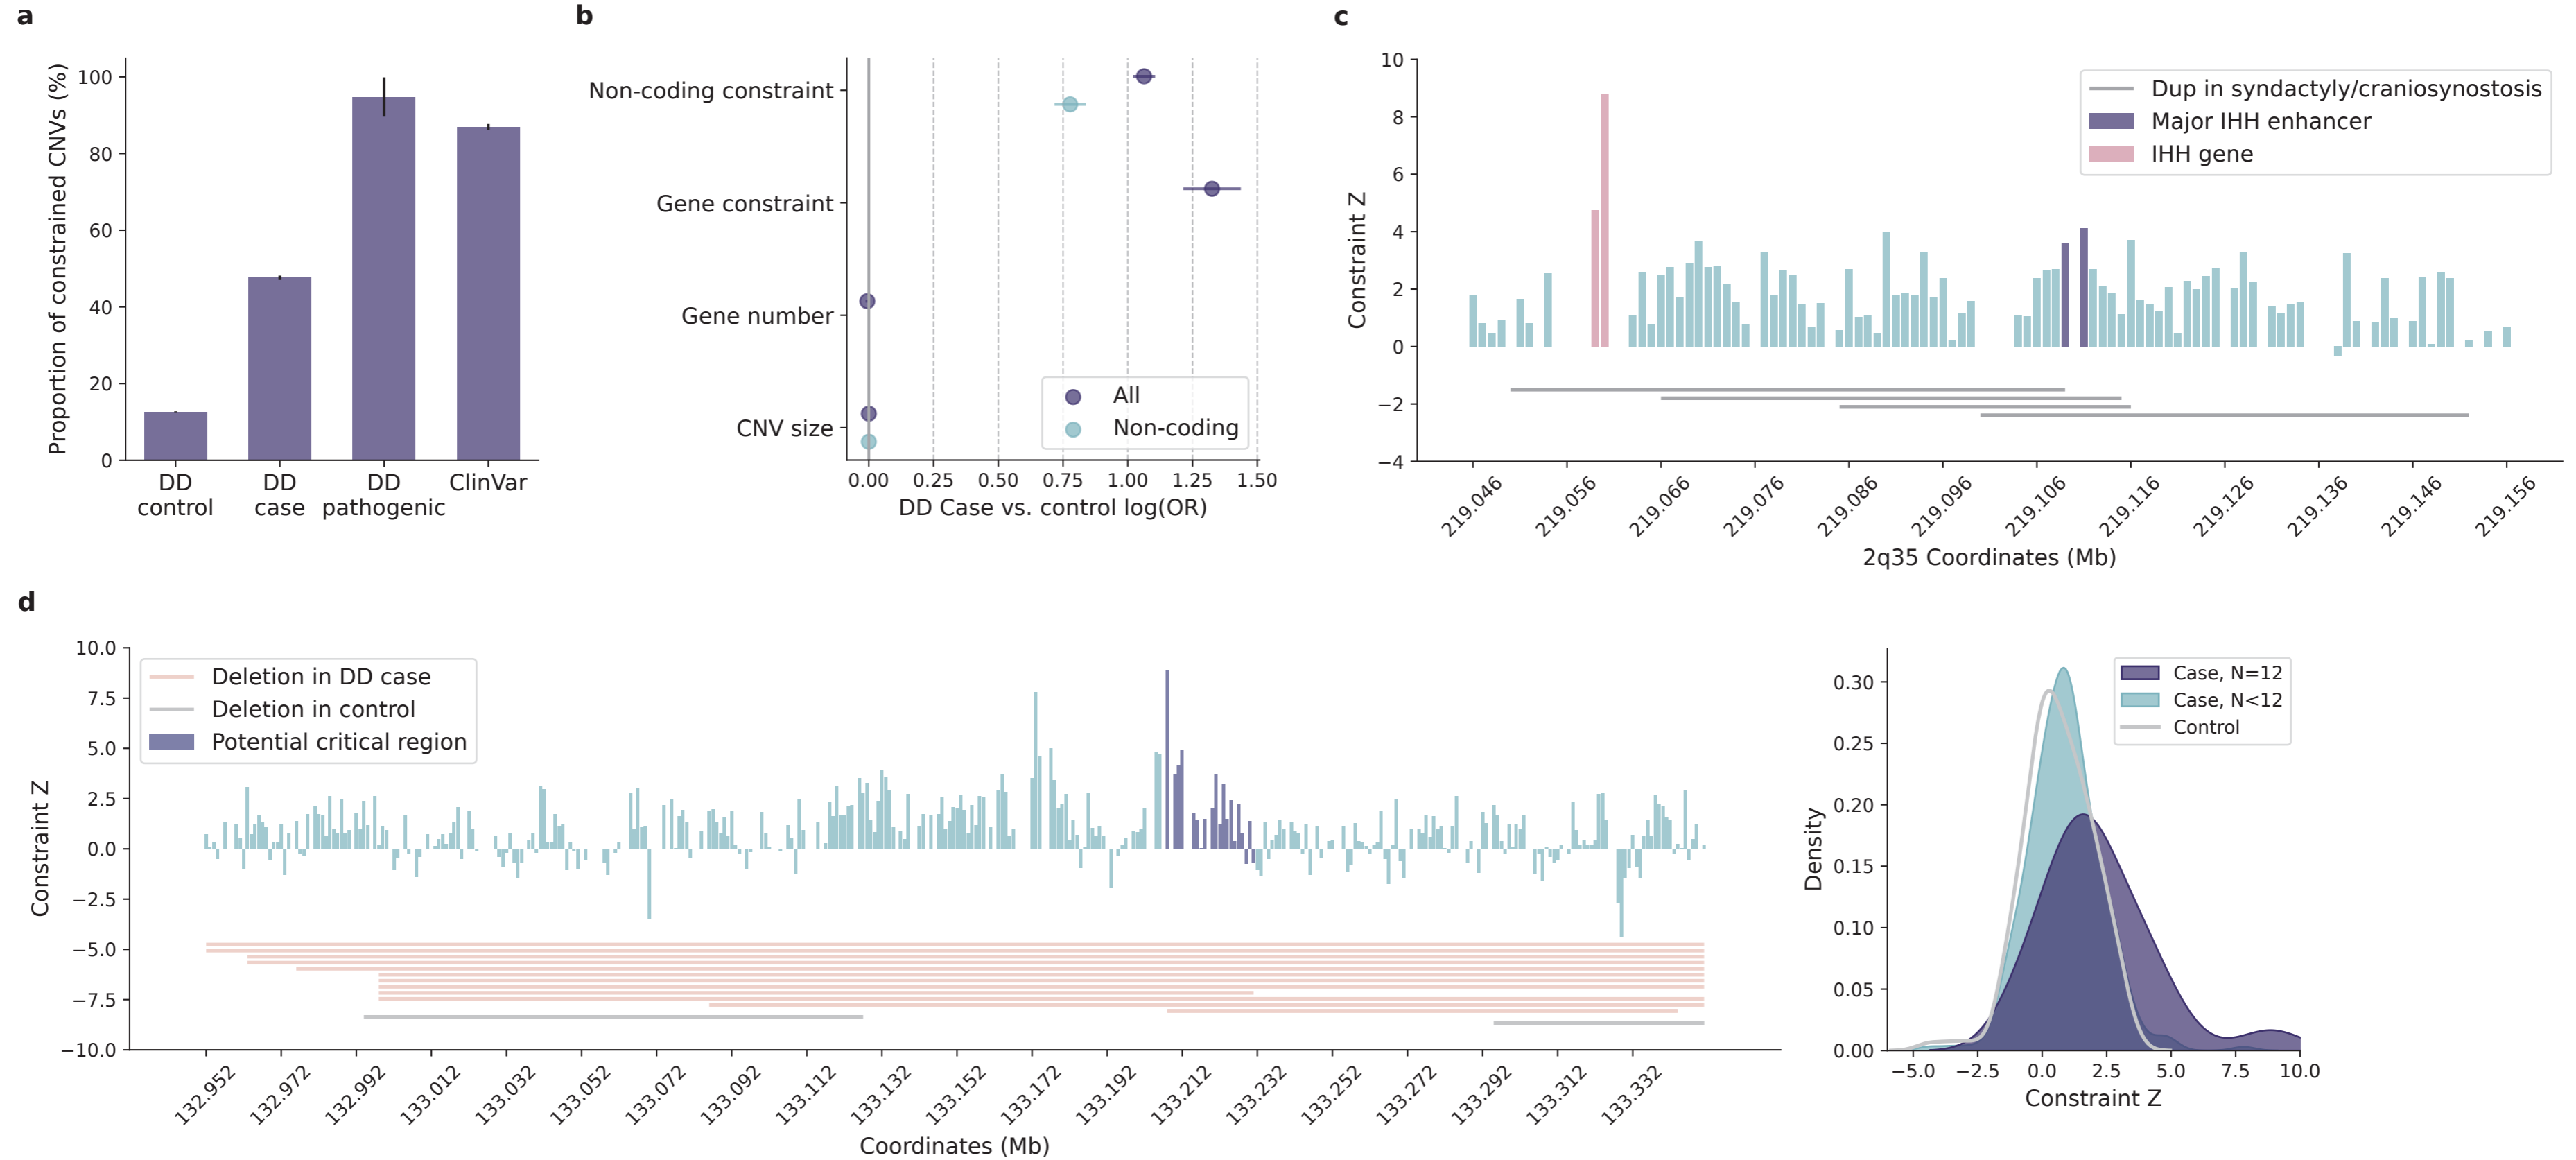 a
Proportion of constrained CNVs (%)
100
80
60
40
20
0
DD
control
DD
case
DD
pathogenic
ClinVar
b
Non-coding constraint
Gene constraint
Gene number
CNV size
All
Non-coding
0.00 0.25 0.50 0.75 1.00 1.25 1.50
DD Case vs. control log(OR)
c
Constraint Z
10
8
6
4
2
0
−2
−4
Dup in syndactyly/craniosynostosis
Major IHH enhancer
IHH gene
219.046 219.056 219.066 219.076 219.086 219.096 219.106 219.116 219.126 219.136 219.146 219.156
2q35 Coordinates (Mb)
d
Constraint Z
10.0
7.5
5.0
2.5
0.0
−2.5
−5.0
−7.5
−10.0
Deletion in DD case
Deletion in control
Potential critical region
132.952 132.972 132.992 133.012 133.032 133.052 133.072 133.092 133.112 133.132 133.152 133.172 133.192 133.212 133.232 133.252 133.272 133.292 133.312 133.332
Coordinates (Mb)
Density
0.30
0.25
0.20
0.15
0.10
0.05
0.00
Case, N=12
Case, N<12
Control
−5.0 −2.5 0.0 2.5 5.0 7.5 10.0
Constraint Z